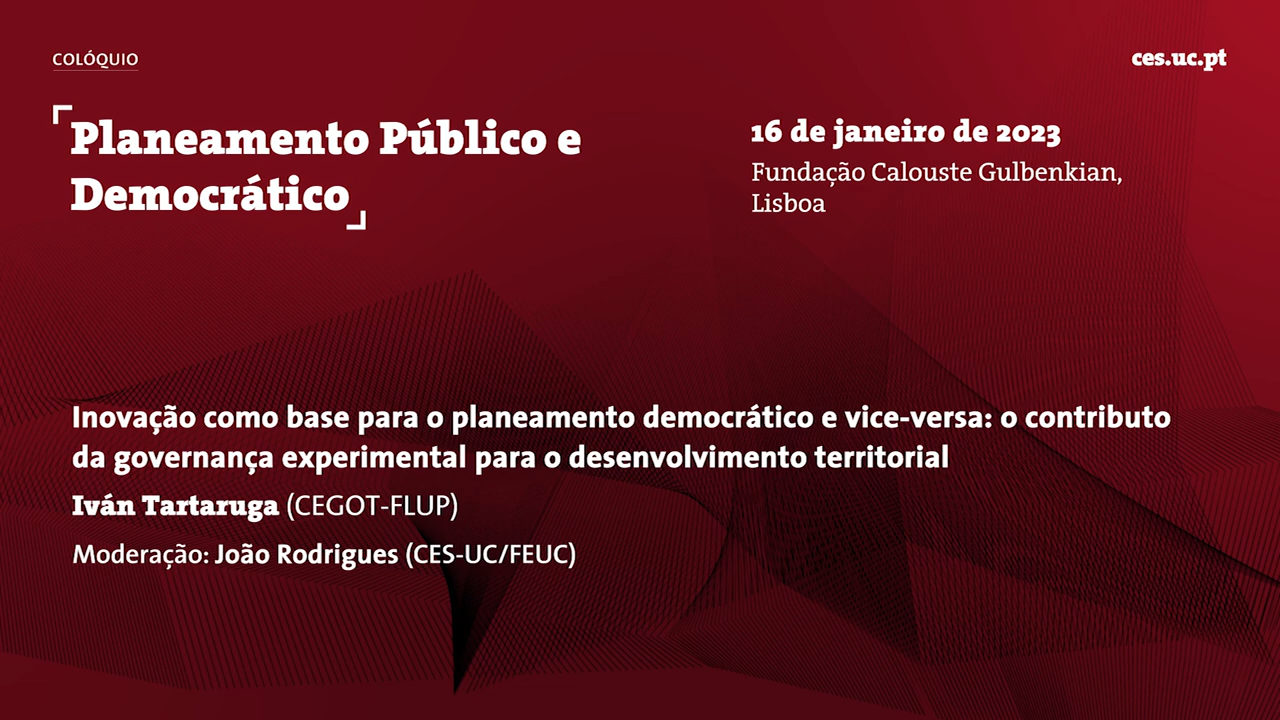 COLÓQUIO
ces.uc.pt
Planeamento Público e
Democrático
16 de janeiro de 2023
Fundação Calouste Gulbenkian,
Lisboa
Inovação como base para o planeamento democrático e vice-versa: o contributo
da governança experimental para o desenvolvimento territorial
Iván Tartaruga (CEGOT-FLUP)
Moderação: João Rodrigues (CES-UC/FEUC)